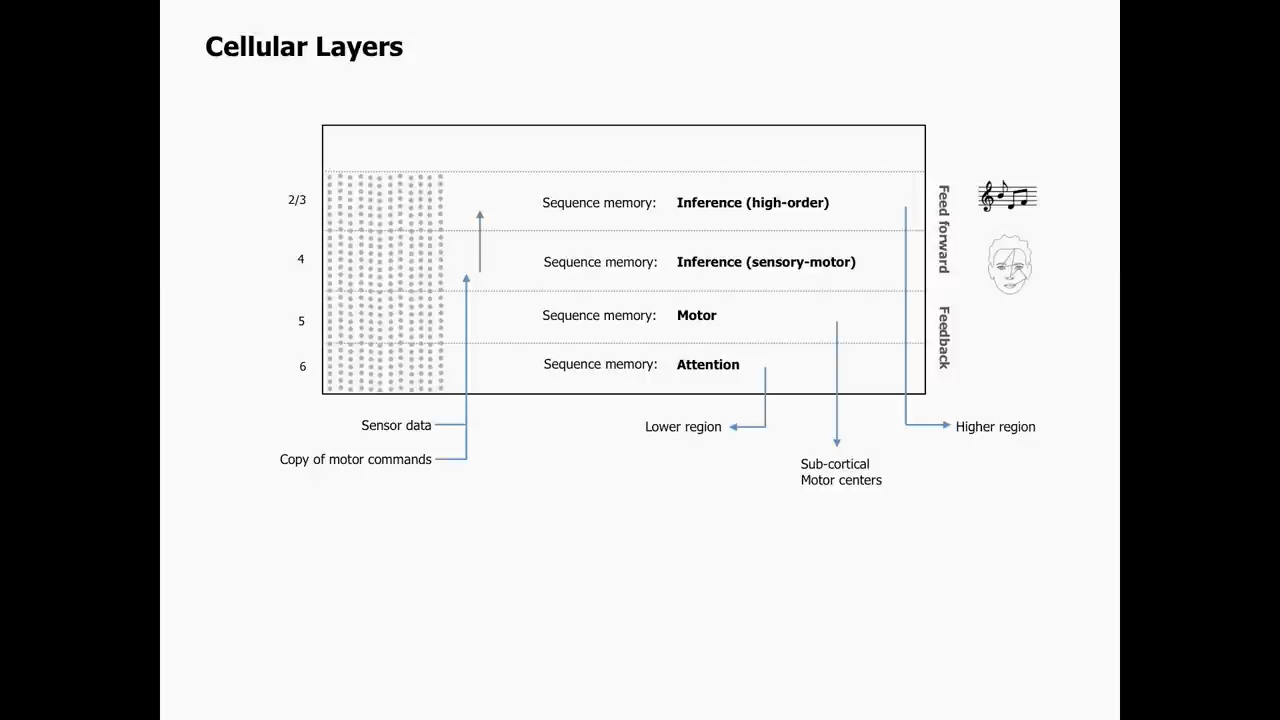 Cellular Layers
2/3 Sequence memory: Inference (high-order)
4 Sequence memory: Inference (sensory-motor)
5 Sequence memory: Motor
6 Sequence memory: Attention
Feed forward
Feedback
Sensor data
Copy of motor commands
Lower region
Sub-cortical
Motor centers
Higher region